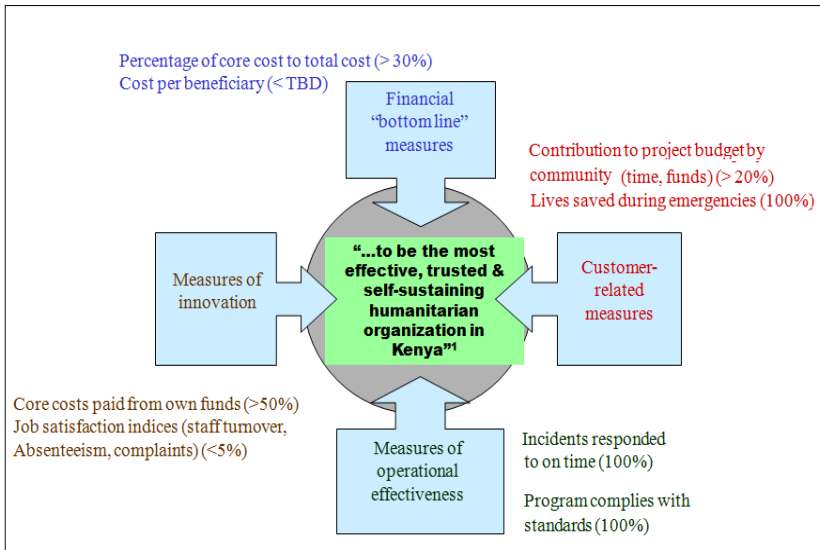 Percentage of core cost to total cost (> 30%)
Cost per beneficiary (< TBD)
Financial
“bottom line”
measures
Contribution to project budget by
community (time, funds) (> 20%)
Lives saved during emergencies (100%)
Measures of
innovation
“...to be the most
effective, trusted &
self-sustaining
humanitarian
organization in
Kenya”¹
Customer-
related
measures
Core costs paid from own funds (>50%)
Job satisfaction indices (staff turnover,
Absenteeism, complaints) (<5%)
Measures of
operational
effectiveness
Incidents responded
to on time (100%)
Program complies with
standards (100%)